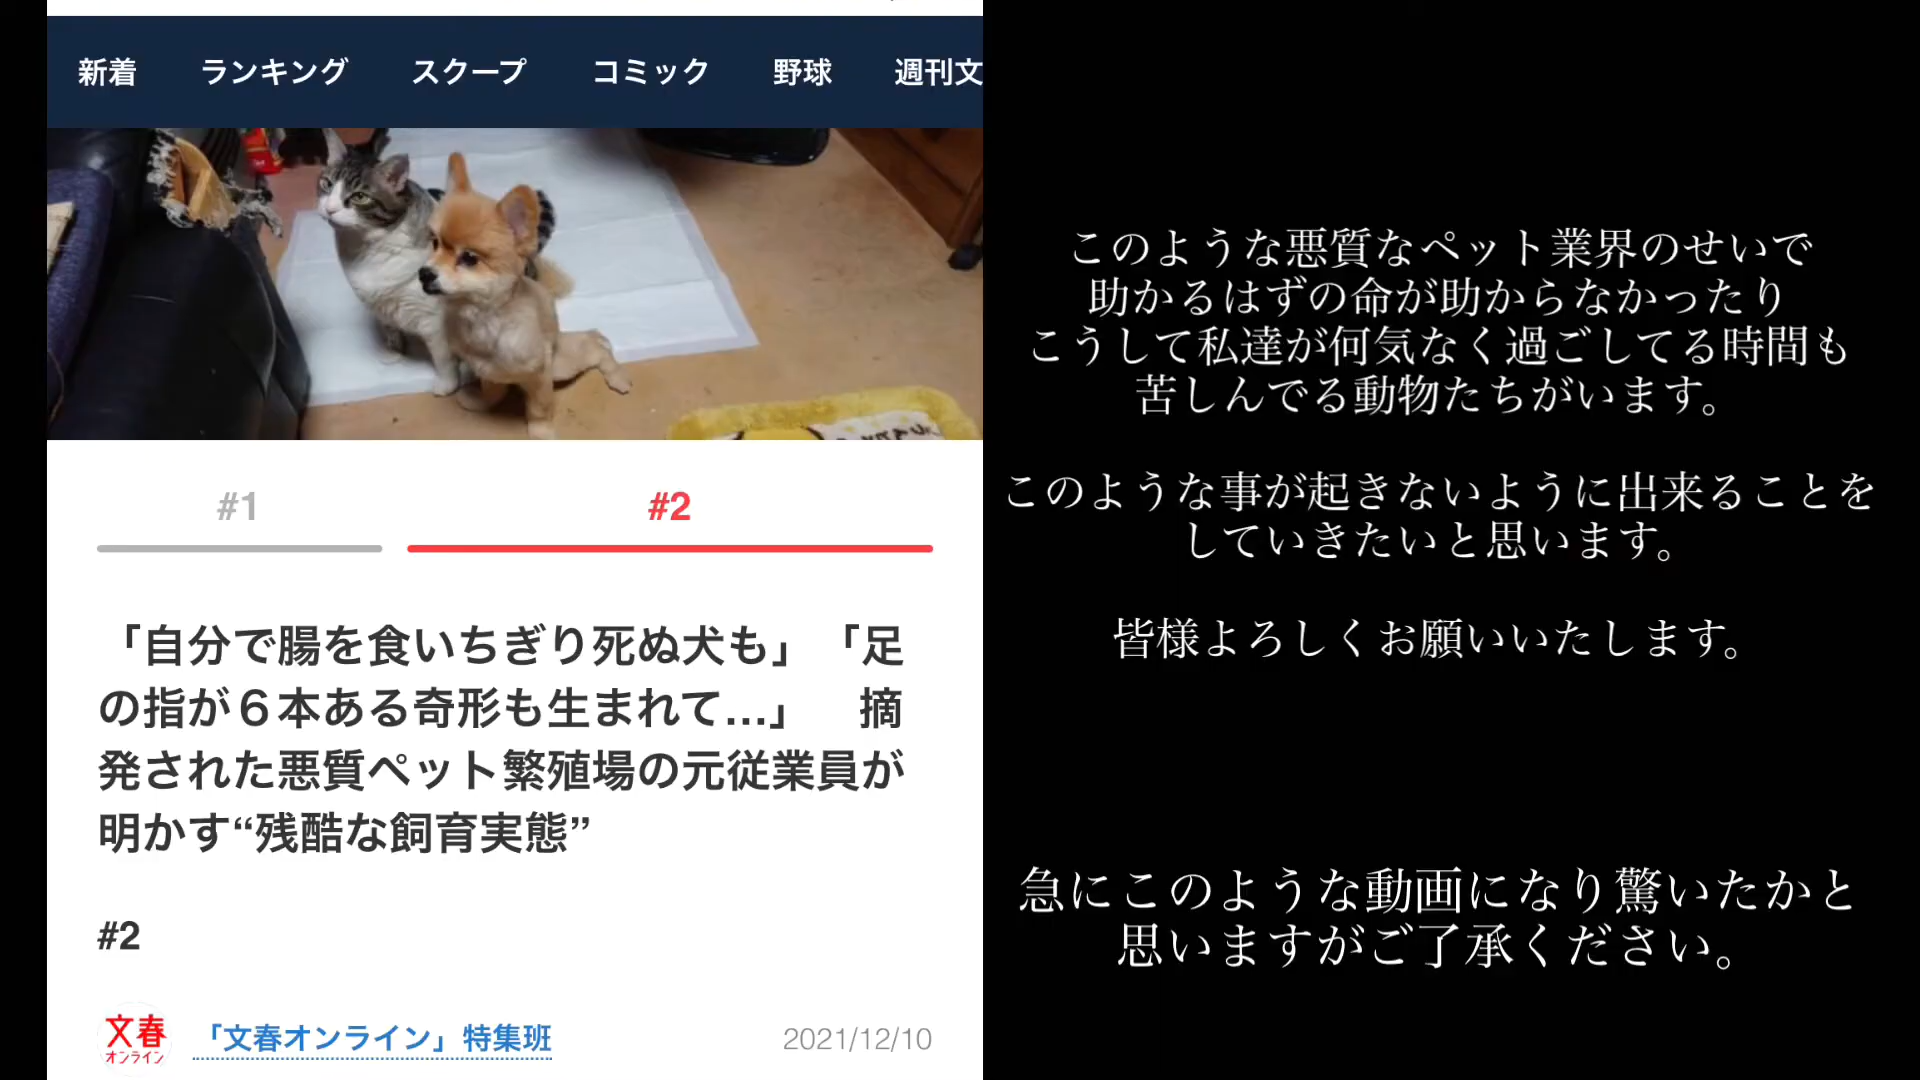 新着 ランキング スクープ コミック 野球 週刊文
#1 #2
「自分で腸を食いちぎり死ぬ犬も」「足
の指が６本ある奇形も生まれて…」　摘
発された悪質ペット繁殖場の元従業員が
明かす“残酷な飼育実態”
#2
文春
オンライン
「文春オンライン」特集班
2021/12/10
このような悪質なペット業界のせいで
助かるはずの命が助からなかったり
こうして私達が何気なく過ごしてる時間も
苦しんでる動物たちがいます。
このような事が起きないように出来ることを
していきたいと思います。
皆様よろしくお願いいたします。
急にこのような動画になり驚いたかと
思いますがご了承ください。